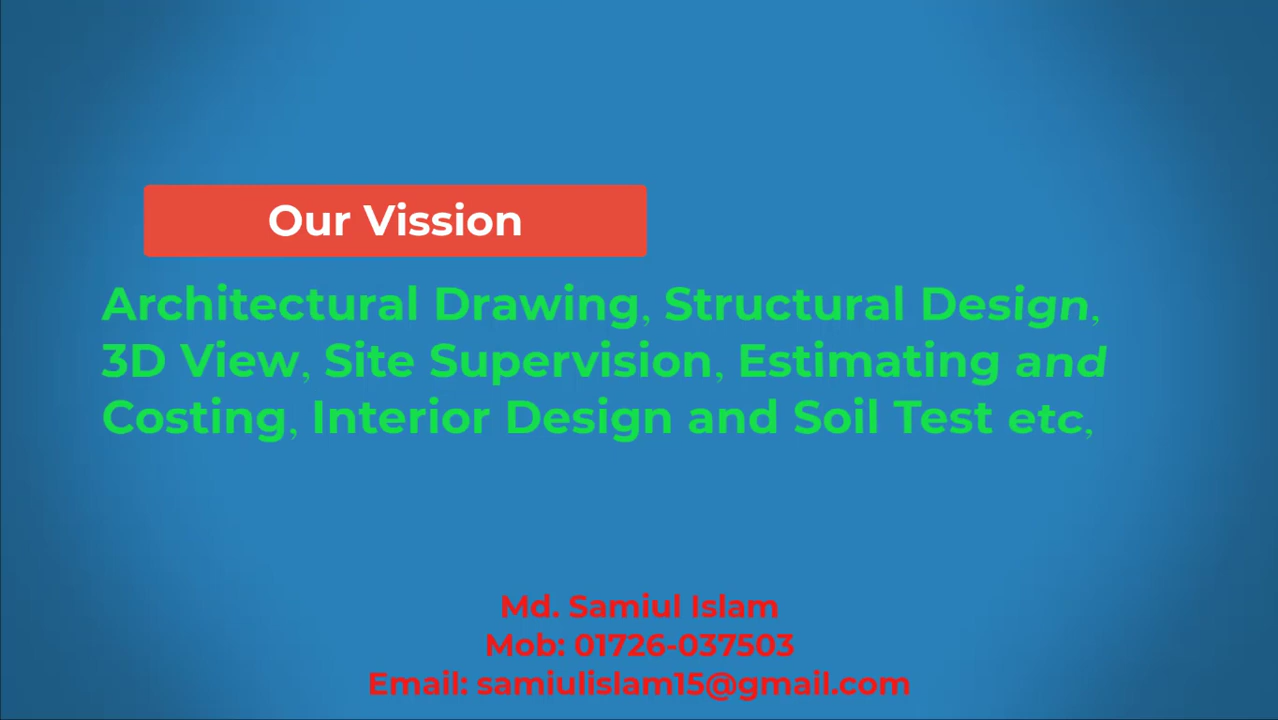 Our Vission
Architectural Drawing, Structural Design,
3D View, Site Supervision, Estimating and
Costing, Interior Design and Soil Test etc,
Md. Samiul Islam
Mob: 01726-037503
Email: samiulislam15@gmail.com